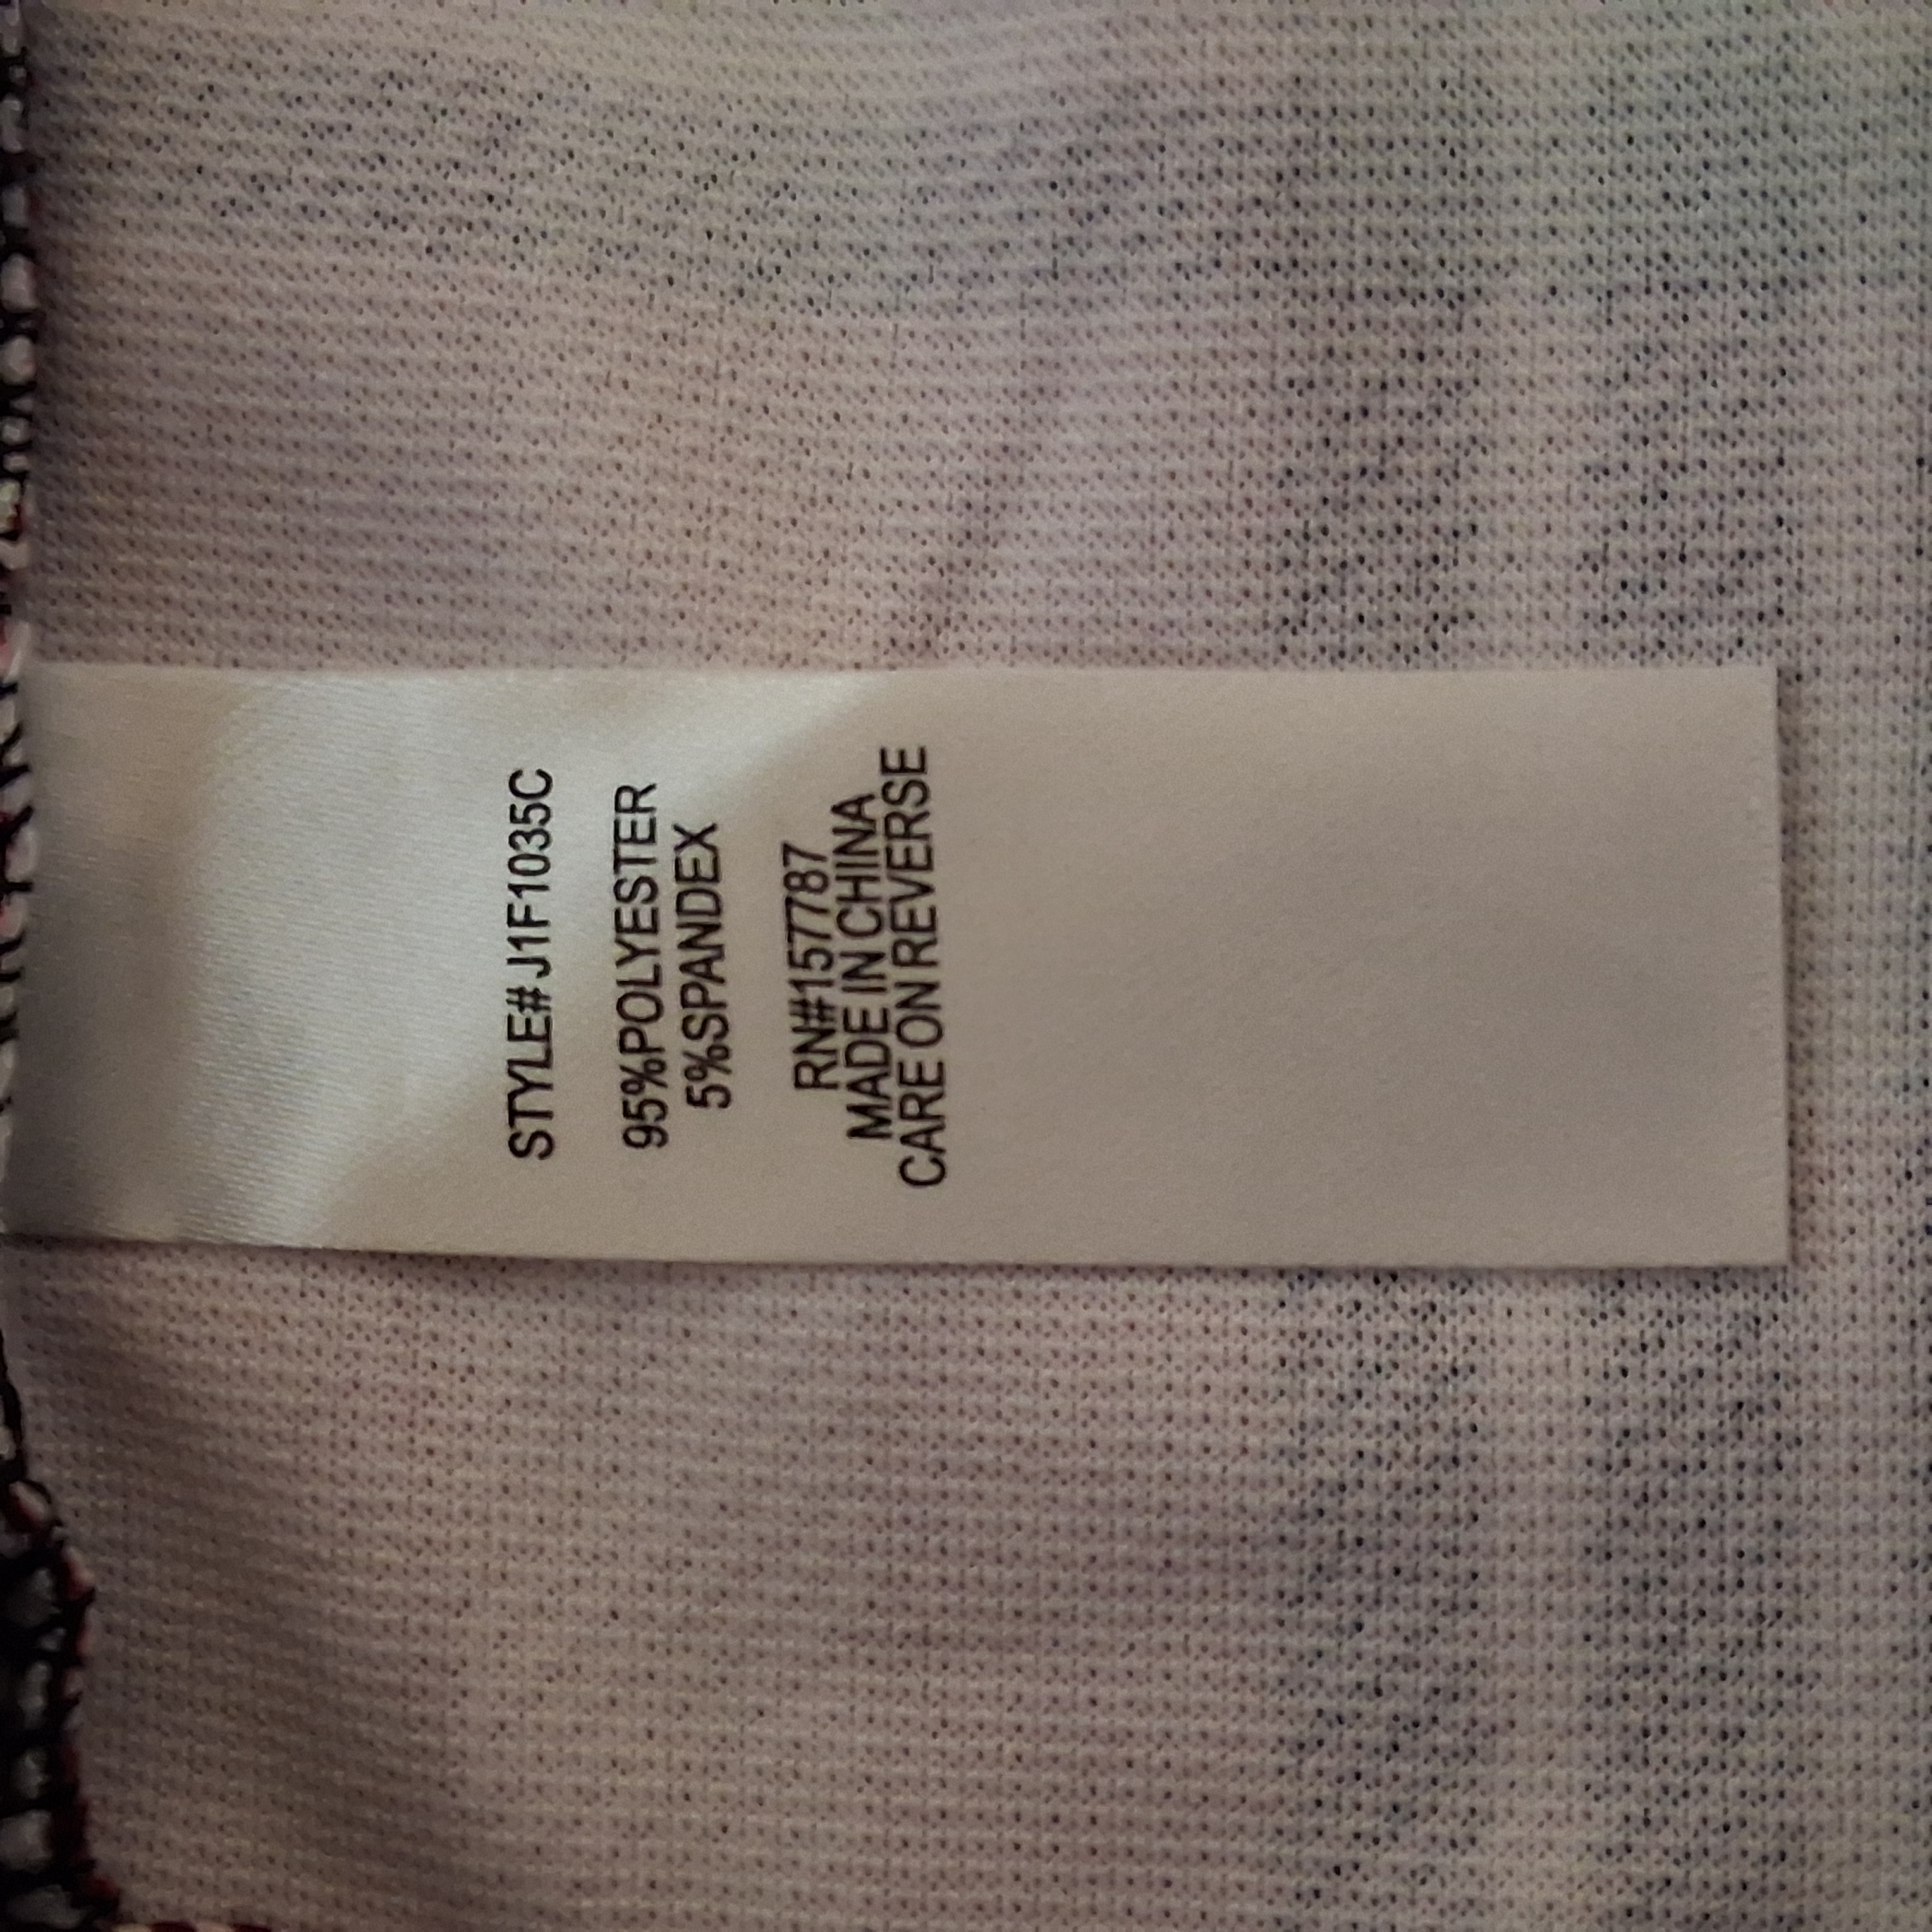 STYLE# J1F1035C
95%POLYESTER
5%SPANDEX
RN#157787
MADE IN CHINA
CARE ON REVERSE